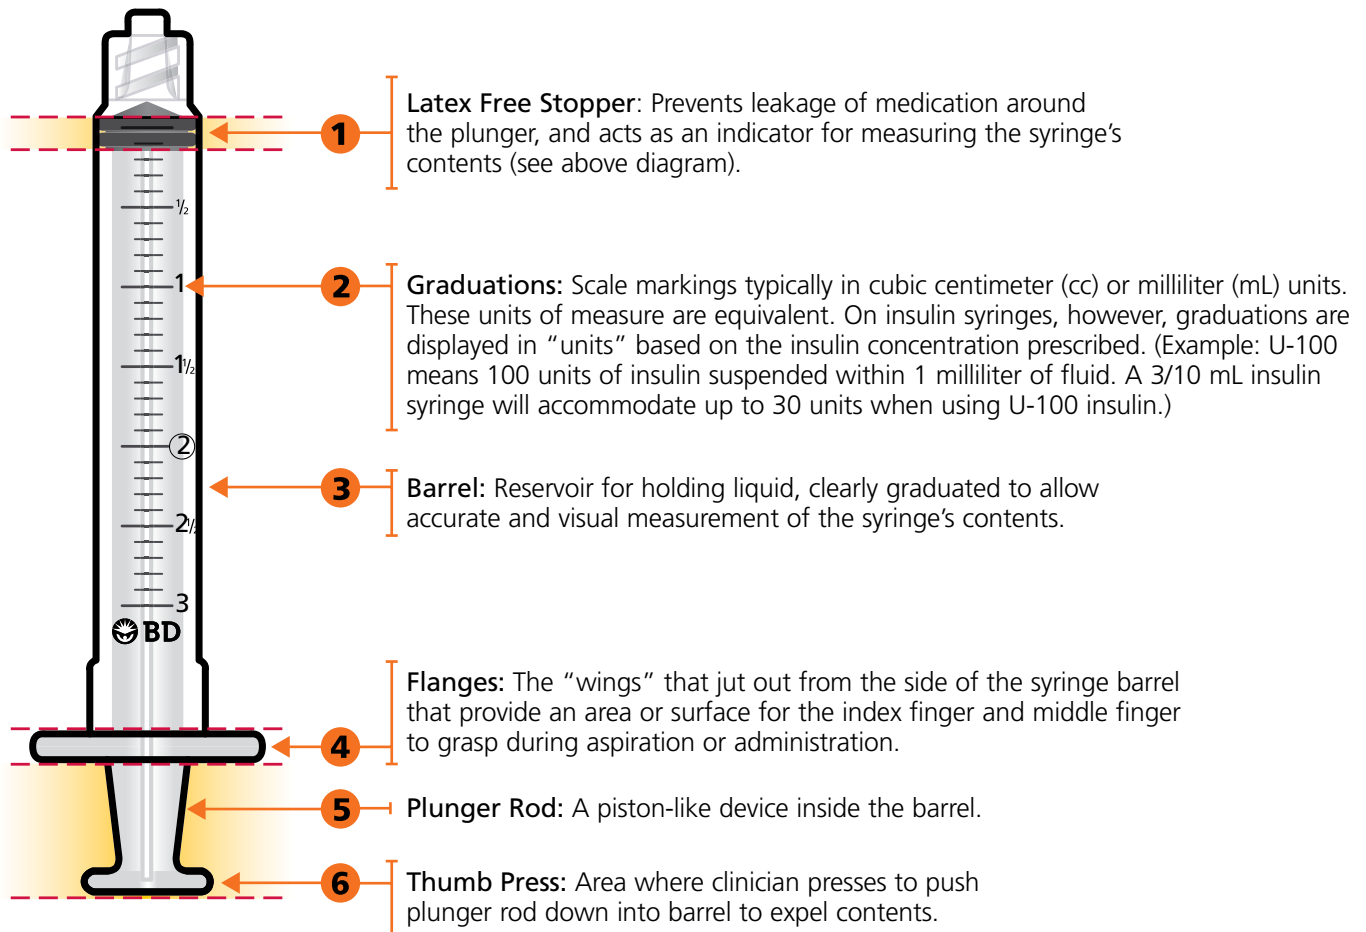 1
Latex Free Stopper: Prevents leakage of medication around
the plunger, and acts as an indicator for measuring the syringe’s
contents (see above diagram).
½
1
1½
2
2½
3
BD
2
Graduations: Scale markings typically in cubic centimeter (cc) or milliliter (mL) units.
These units of measure are equivalent. On insulin syringes, however, graduations are
displayed in “units” based on the insulin concentration prescribed. (Example: U-100
means 100 units of insulin suspended within 1 milliliter of fluid. A 3/10 mL insulin
syringe will accommodate up to 30 units when using U-100 insulin.)
3
Barrel: Reservoir for holding liquid, clearly graduated to allow
accurate and visual measurement of the syringe’s contents.
4
Flanges: The “wings” that jut out from the side of the syringe barrel
that provide an area or surface for the index finger and middle finger
to grasp during aspiration or administration.
5
Plunger Rod: A piston-like device inside the barrel.
6
Thumb Press: Area where clinician presses to push
plunger rod down into barrel to expel contents.